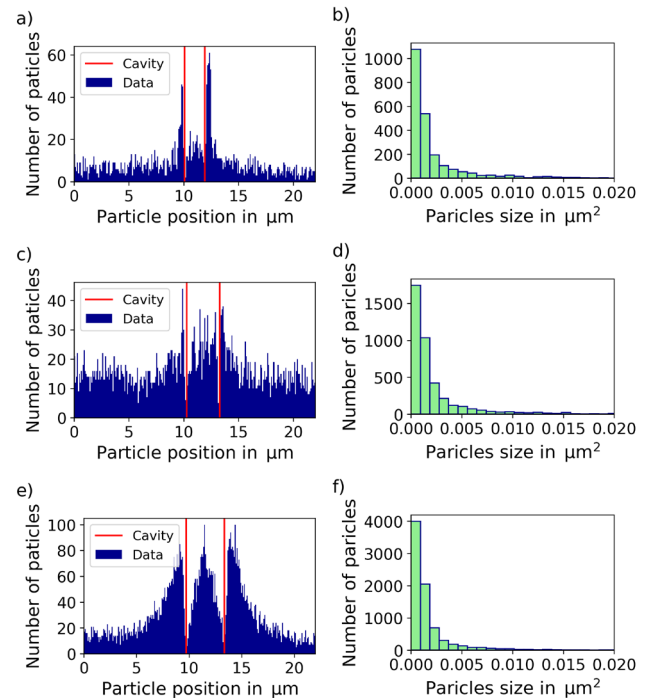 a)
Number of paticles
60
40
20
0
Cavity
Data
0 5 10 15 20
Particle position in μm
b)
Number of paricles
1000
800
600
400
200
0
0.000 0.005 0.010 0.015 0.020
Paricles size in μm²
c)
Number of paticles
40
30
20
10
0
Cavity
Data
0 5 10 15 20
Particle position in μm
d)
Number of paricles
1500
1000
500
0
0.000 0.005 0.010 0.015 0.020
Paricles size in μm²
e)
Number of paticles
100
80
60
40
20
0
Cavity
Data
0 5 10 15 20
Particle position in μm
f)
Number of paricles
4000
3000
2000
1000
0
0.000 0.005 0.010 0.015 0.020
Paricles size in μm²